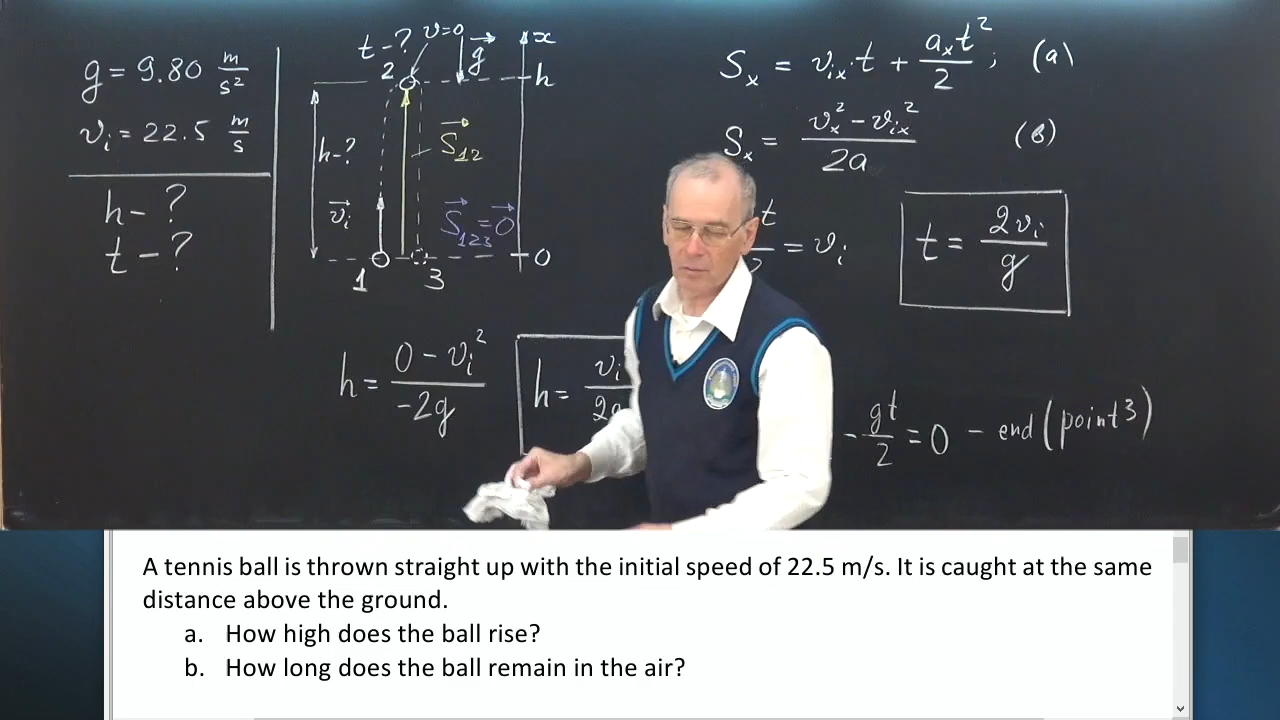 g = 9.80 m/s²
vᵢ = 22.5 m/s
h - ?
t - ?
t - ?
v=0
g⃗
x
2
h
h-?
S⃗₁₂
v⃗ᵢ
S⃗₁₂₃=0⃗
1
3
0
Sₓ = vᵢₓ·t + aₓt²/2 ; (a)
Sₓ = (vₓ² - vᵢₓ²)/2a (в)
t
= vᵢ
t = 2vᵢ/g
h = (0 - vᵢ²)/-2g
h = vᵢ/2g
- gt/2 = 0 - end (point 3)
A tennis ball is thrown straight up with the initial speed of 22.5 m/s. It is caught at the same
distance above the ground.
a. How high does the ball rise?
b. How long does the ball remain in the air?